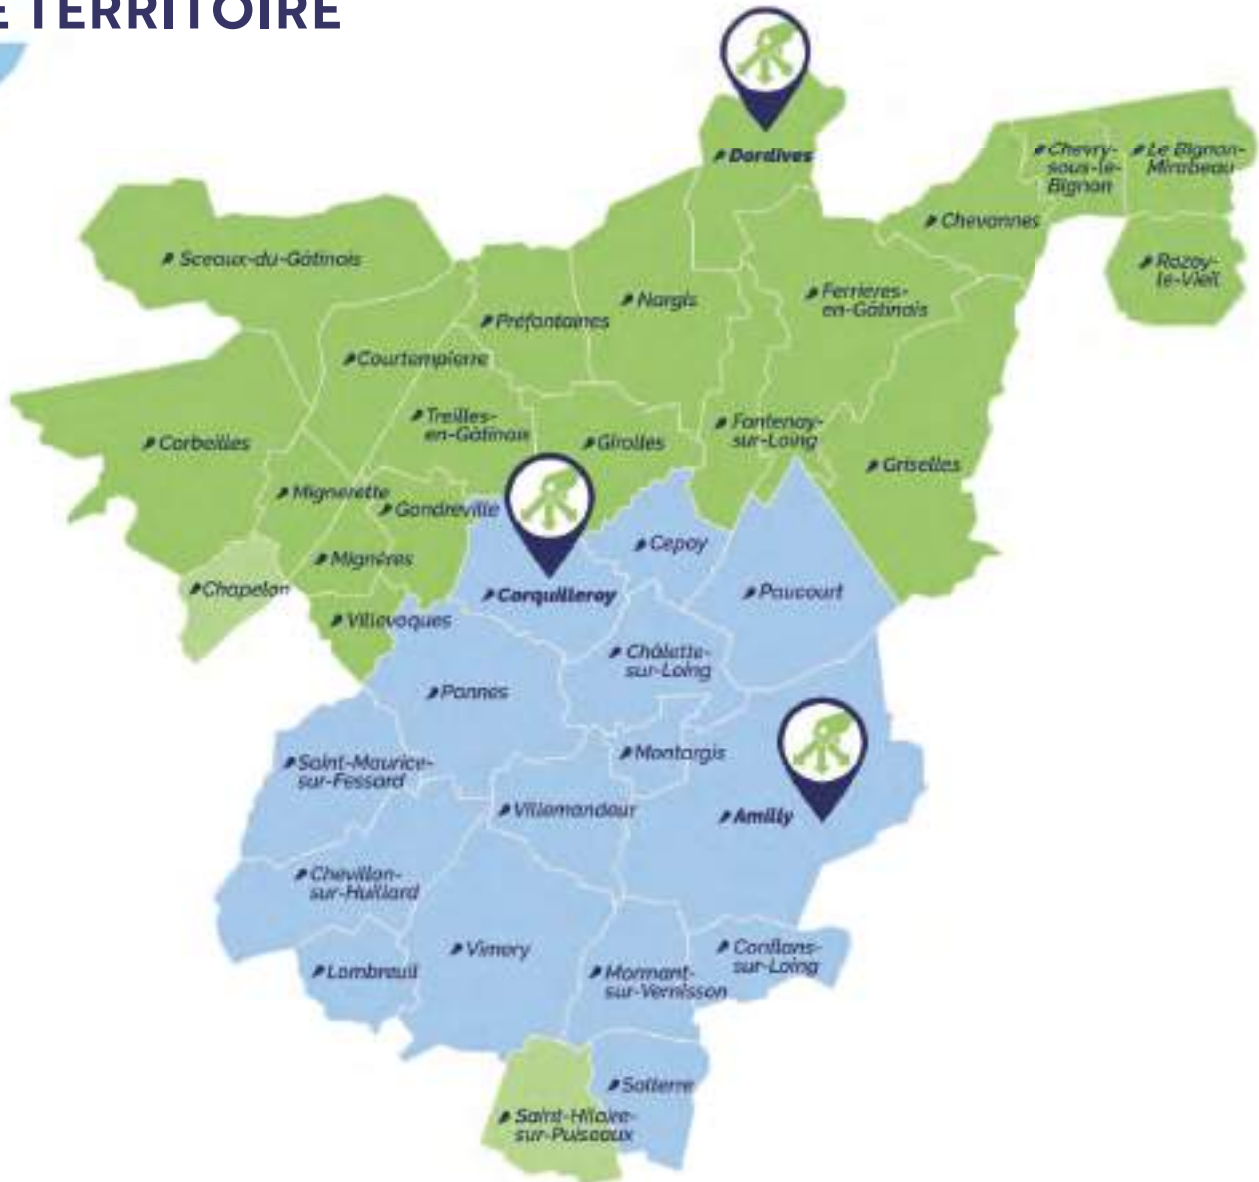 E TERRITOIRE
Dordives
Chevry-
sous-le-
Bignon
Le Bignon-
Mirabeau
Chevannes
Sceaux-du-Gâtinais
Rozoy-
le-Vieil
Nargis
Ferrières-
en-Gâtinais
Préfontaines
Courtempierre
Treilles-
en-Gâtinais
Girolles
Fontenay-
sur-Loing
Corbeilles
Griselles
Mignerette
Gondreville
Cepoy
Mignères
Chapelon
Corquilleroy
Paucourt
Villevoques
Châlette-
sur-Loing
Pannes
Montargis
Saint-Maurice-
sur-Fessard
Villemandeur
Amilly
Chevillon-
sur-Huillard
Vimory
Conflans-
sur-Loing
Lombreuil
Mormant-
sur-Vernisson
Solterre
Saint-Hilaire-
sur-Puiseaux